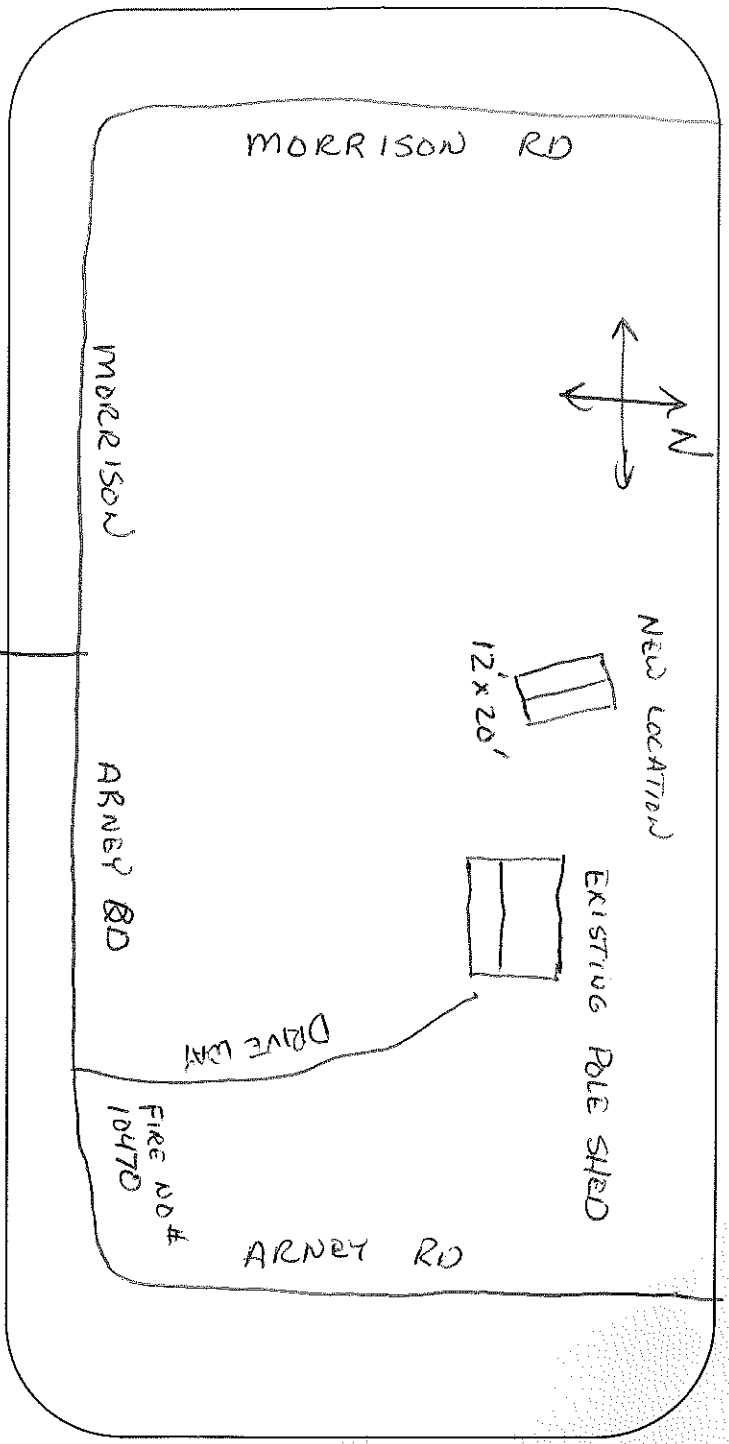 MORRISON RD
N
MORRISON
NEW LOCATION
12' x 20'
EXISTING POLE SHED
ARNEY RD
DRIVE WAY
FIRE NO #
10470
ARNEY RD